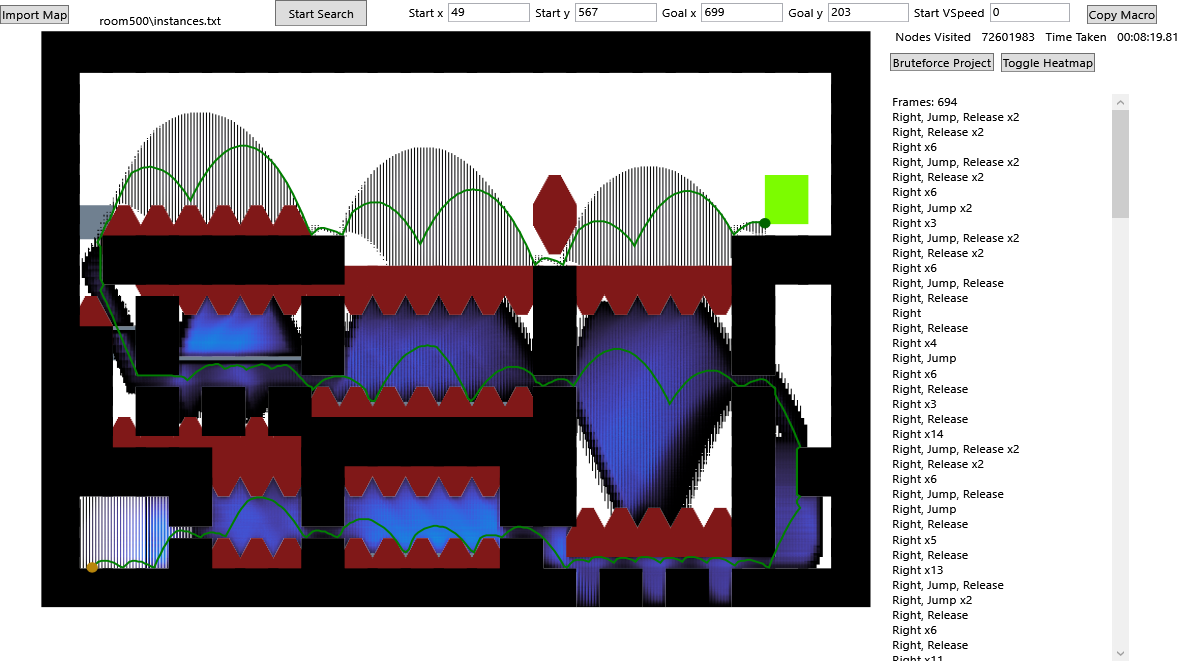 Import Map
room500\instances.txt
Start Search
Start x 49 Start y 567 Goal x 699 Goal y 203 Start VSpeed 0
Copy Macro
Nodes Visited 72601983 Time Taken 00:08:19.81
Bruteforce Project Toggle Heatmap
Frames: 694
Right, Jump, Release x2
Right, Release x2
Right x6
Right, Jump, Release x2
Right, Release x2
Right x6
Right, Jump x2
Right x3
Right, Jump, Release x2
Right, Release x2
Right x6
Right, Jump, Release
Right, Release
Right
Right, Release
Right x4
Right, Jump
Right x6
Right, Release
Right x3
Right, Release
Right x14
Right, Jump, Release x2
Right, Release x2
Right x6
Right, Jump, Release
Right, Jump
Right, Release
Right x5
Right, Release
Right x13
Right, Jump, Release
Right, Jump x2
Right, Release
Right x6
Right x11